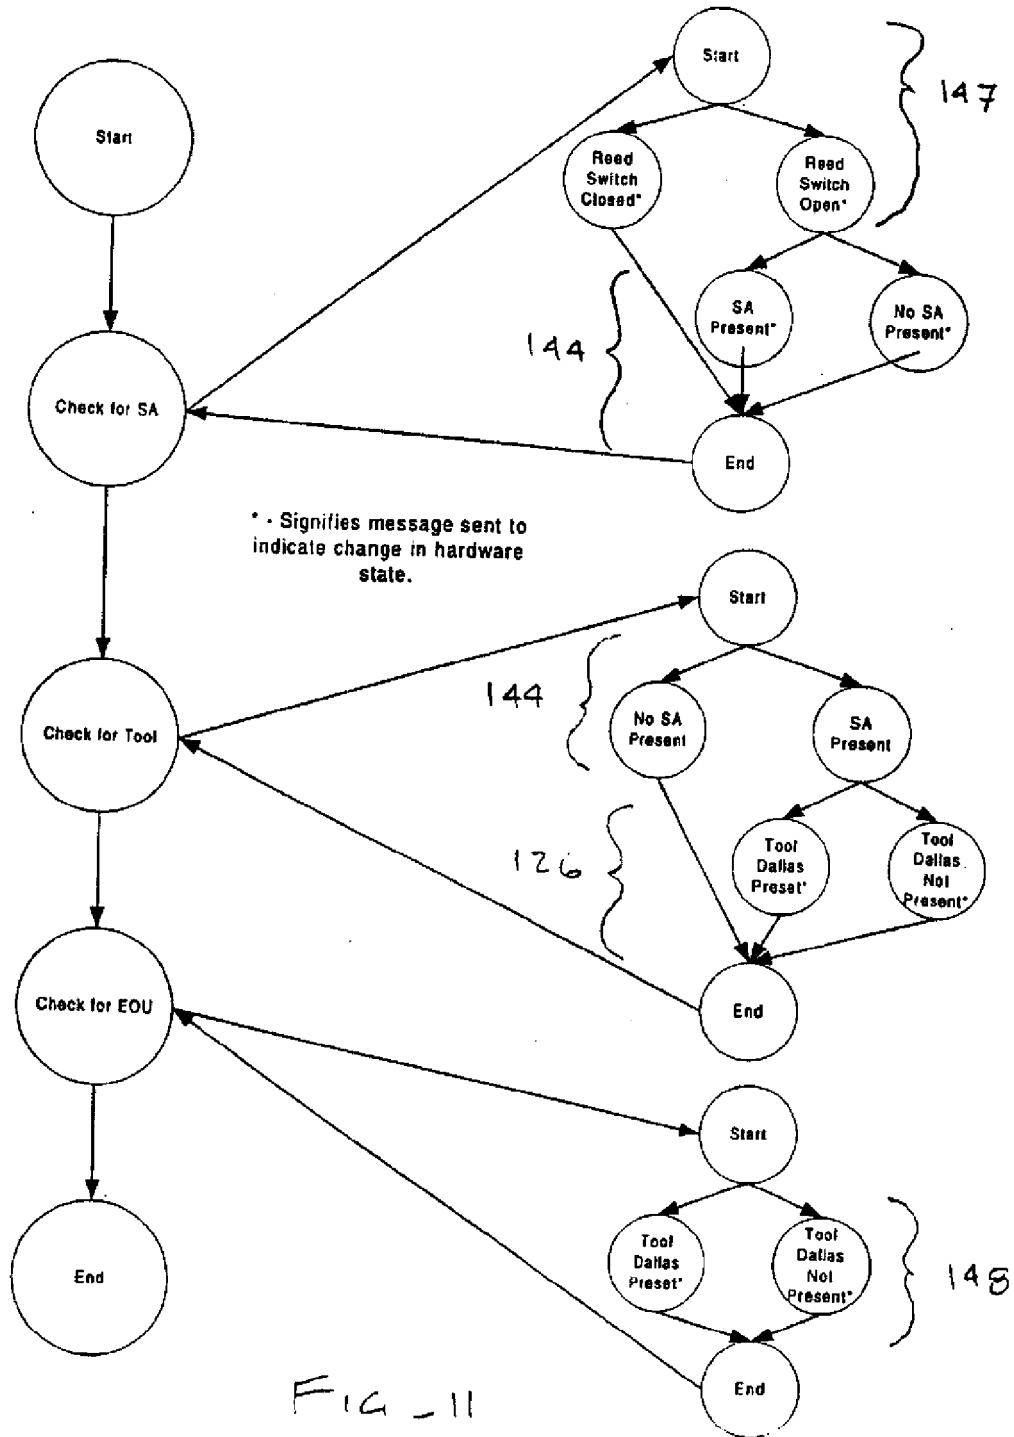 Start
147
Start
Reed
Switch
Closed*
Reed
Switch
Open*
SA
Present*
No SA
Present*
144
Check for SA
End
* - Signifies message sent to
indicate change in hardware
state.
Start
144
No SA
Present
SA
Present
Check for Tool
126
Tool
Dallas
Preset*
Tool
Dallas
Not
Present*
Check for EOU
End
Start
Tool
Dallas
Preset*
Tool
Dallas
Not
Present*
148
End
End
FIG_11